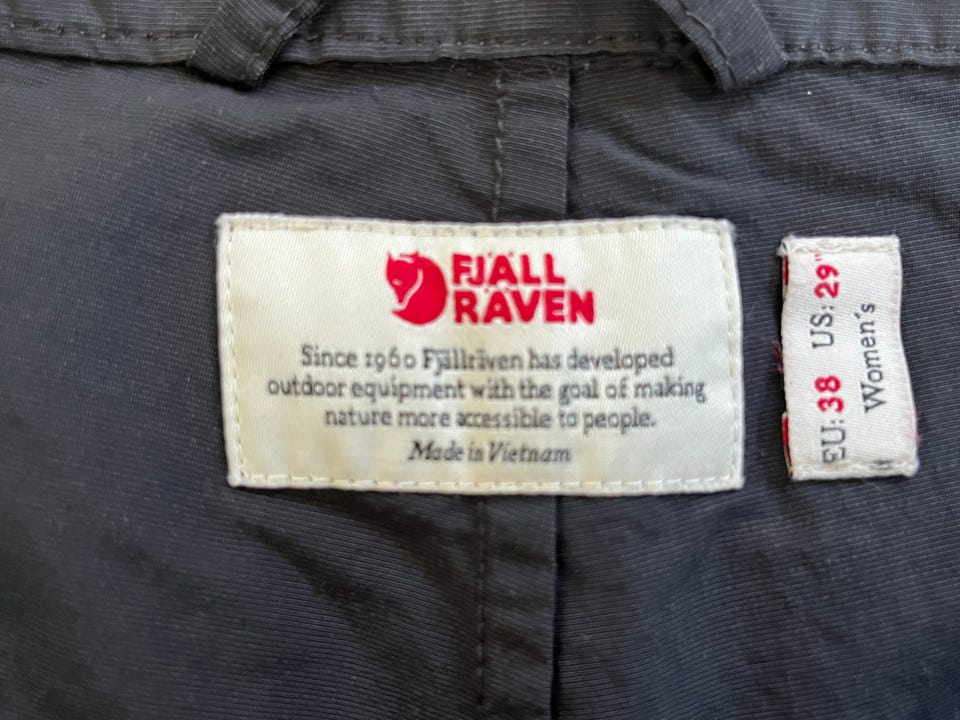 FJÄLL
RÄVEN
Since 1960 Fjällräven has developed
outdoor equipment with the goal of making
nature more accessible to people.
Made in Vietnam
EU: 38 US: 29"
Women´s